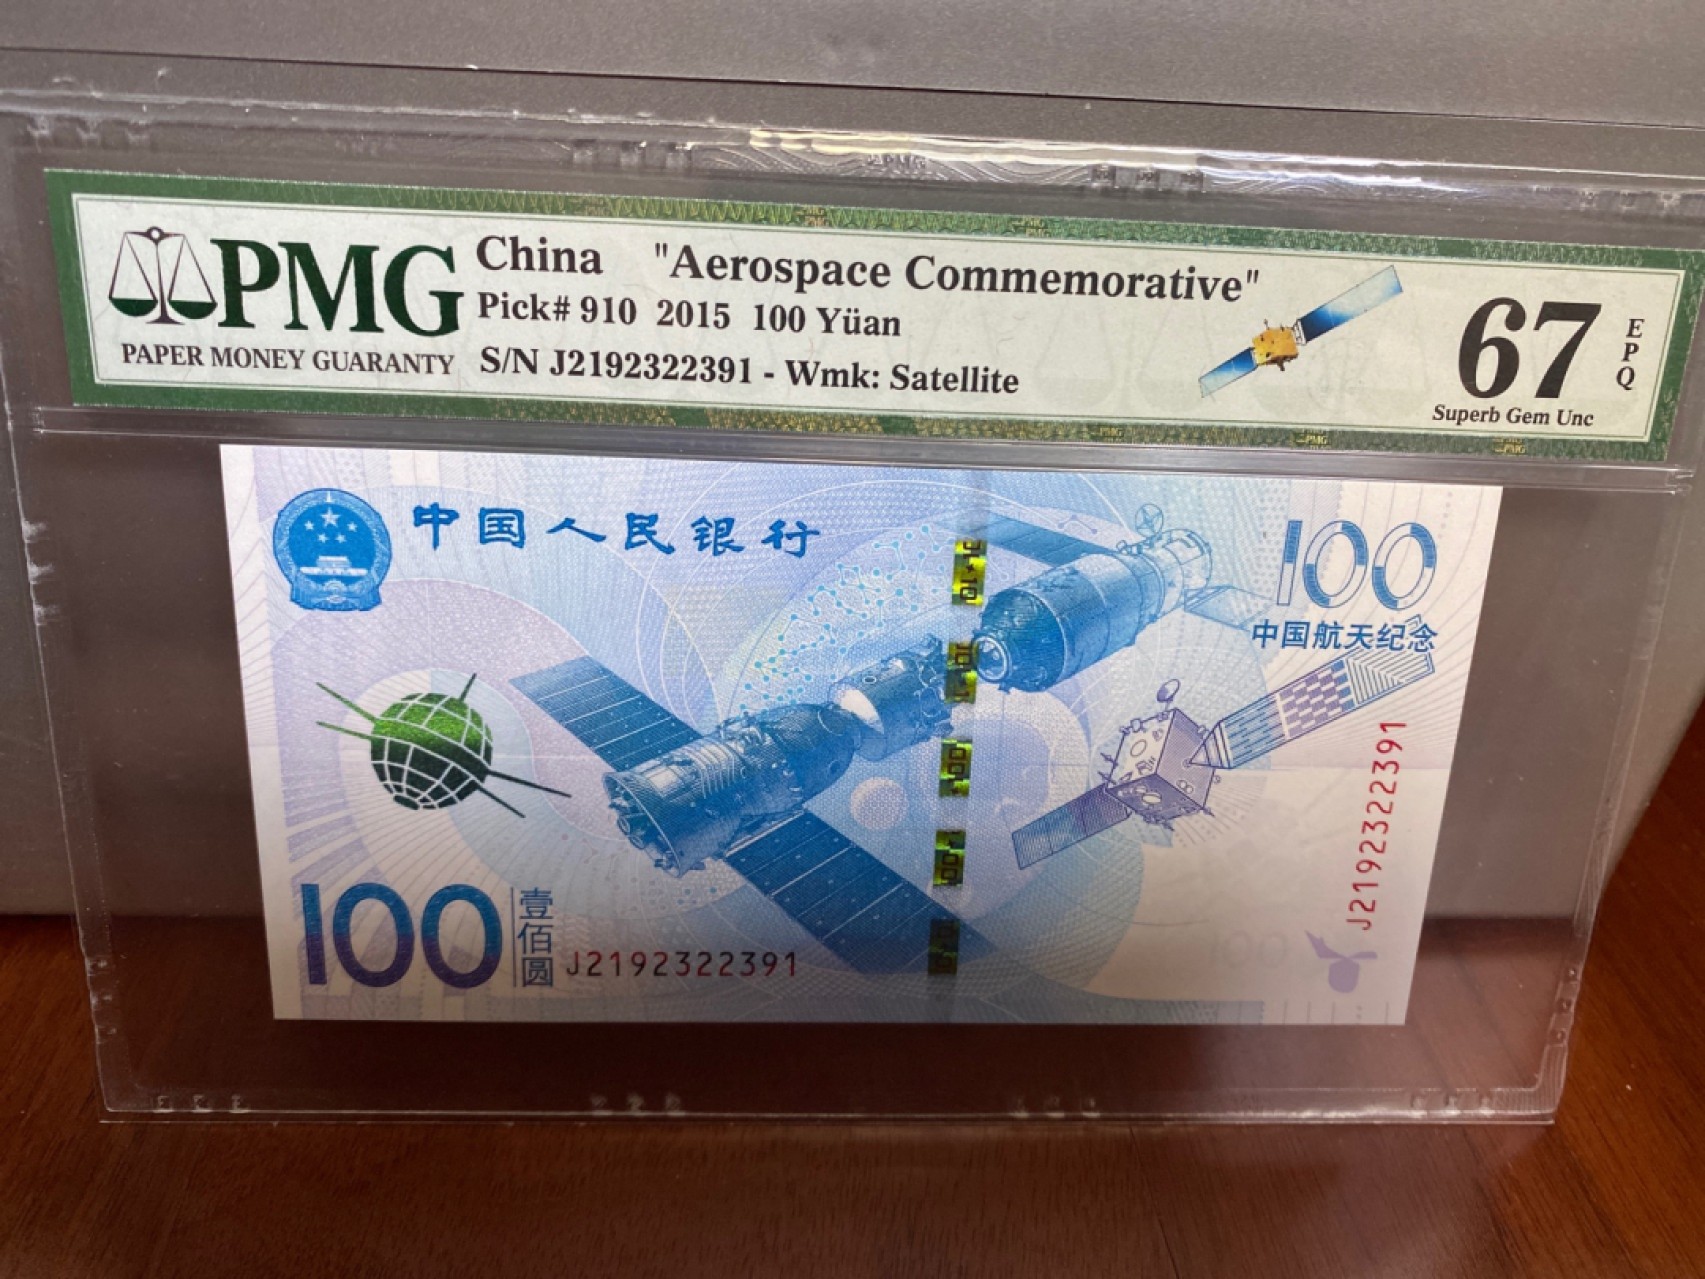 PMG
PAPER MONEY GUARANTY
China "Aerospace Commemorative"
Pick# 910 2015 100 Yüan
S/N J2192322391 - Wmk: Satellite
67
EPQ
Superb Gem Unc
中国人民银行
100
中国航天纪念
J2192322391
100
壹佰圆
J2192322391